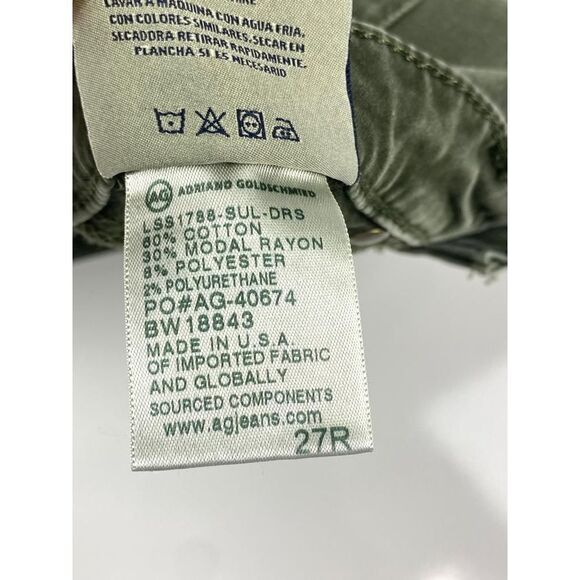 LAVAR A MAQUINA CON AGUA FRIA,
CON COLORES SIMILARES. SECAR EN
SECADORA RETIRAR RAPIDAMENTE.
PLANCHA SI ES NECESARIO
AG ADRIANO GOLDSCHMIED
LSS1788-SUL-DRS
60% COTTON
30% MODAL RAYON
8% POLYESTER
2% POLYURETHANE
PO#AG-40674
BW18843
MADE IN U.S.A
OF IMPORTED FABRIC
AND GLOBALLY
SOURCED COMPONENTS
www.agjeans.com
27R